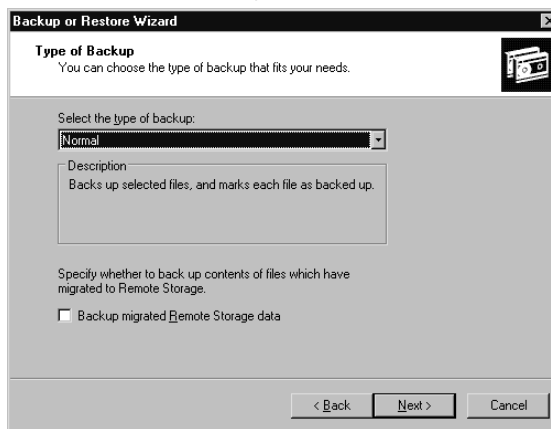 Backup or Restore Wizard
Type of Backup
You can choose the type of backup that fits your needs.
Select the type of backup:
Normal
Description
Backs up selected files, and marks each file as backed up.
Specify whether to back up contents of files which have
migrated to Remote Storage.
Backup migrated Remote Storage data
< Back Next > Cancel